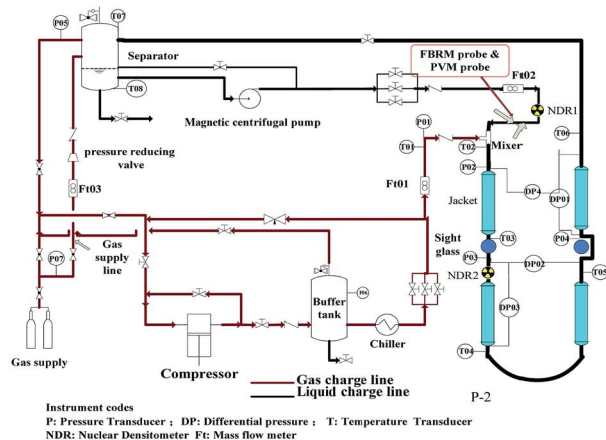 P05
T07
Separator
T08
FBRM probe &
PVM probe
Ft02
NDR1
Magnetic centrifugal pump
P01
T01
T02
Mixer
T06
P02
pressure reducing
valve
Ft03
Ft01
Jacket
DP4
DP01
Gas
supply
line
Sight
glass
T03
P04
P07
P03
DP02
NDR2
T05
Buffer
tank
Chiller
DP03
Gas supply
Compressor
T04
Gas charge line
Liquid charge line
P-2
Instrument codes
P: Pressure Transducer ; DP: Differential pressure ; T: Temperature Transducer
NDR: Nuclear Densitometer Ft: Mass flow meter